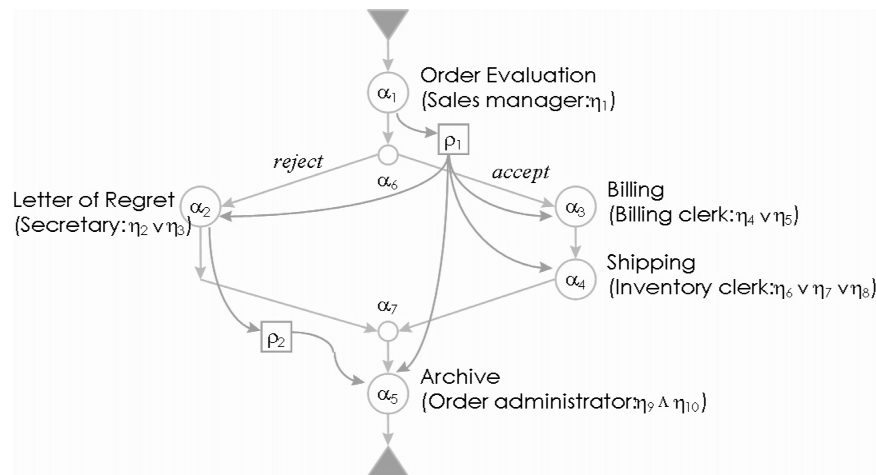 Order Evaluation
α₁
(Sales manager:η₁)
ρ₁
reject
accept
α₆
Letter of Regret
α₂
(Secretary:η₂ ∨ η₃)
Billing
α₃
(Billing clerk:η₄ ∨ η₅)
Shipping
α₄
(Inventory clerk:η₆ ∨ η₇ ∨ η₈)
α₇
ρ₂
Archive
α₅
(Order administrator:η₉ Λ η₁₀)